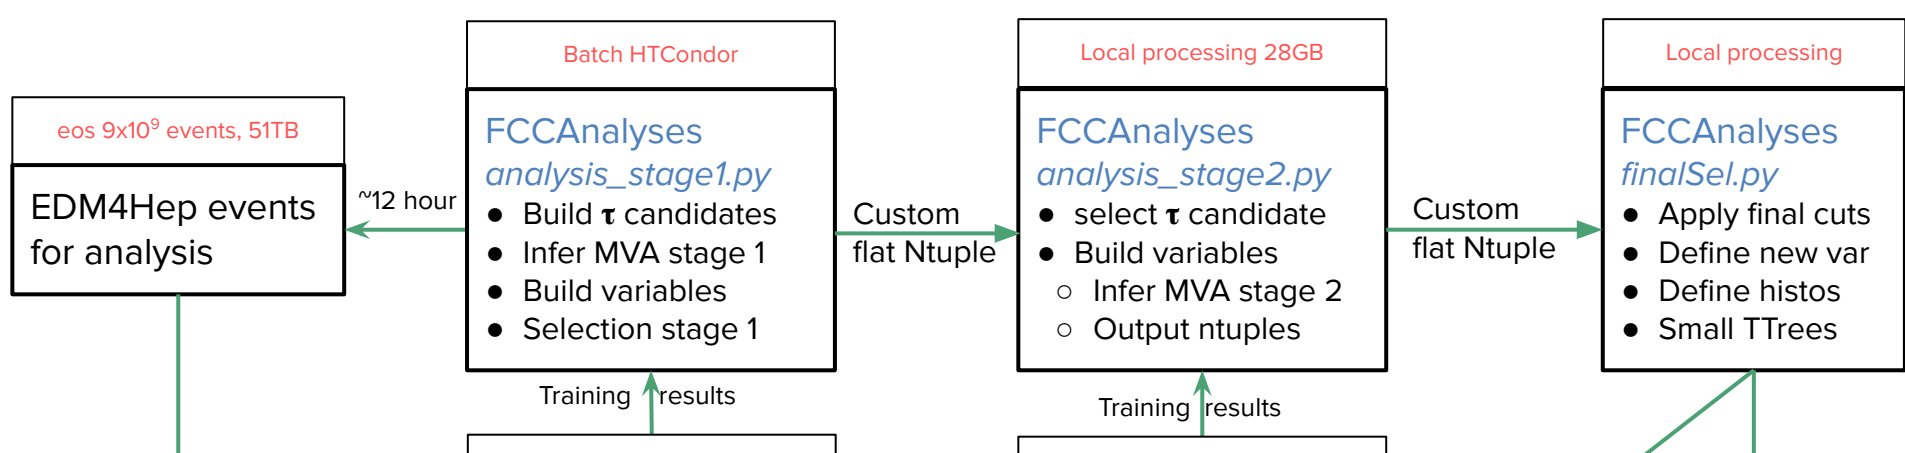 eos 9x10⁹ events, 51TB
EDM4Hep events
for analysis
~12 hour
Batch HTCondor
FCCAnalyses
analysis_stage1.py
● Build τ candidates
● Infer MVA stage 1
● Build variables
● Selection stage 1
Training results
Custom
flat Ntuple
Local processing 28GB
FCCAnalyses
analysis_stage2.py
● select τ candidate
● Build variables
○ Infer MVA stage 2
○ Output ntuples
Training results
Custom
flat Ntuple
Local processing
FCCAnalyses
finalSel.py
● Apply final cuts
● Define new var
● Define histos
● Small TTrees